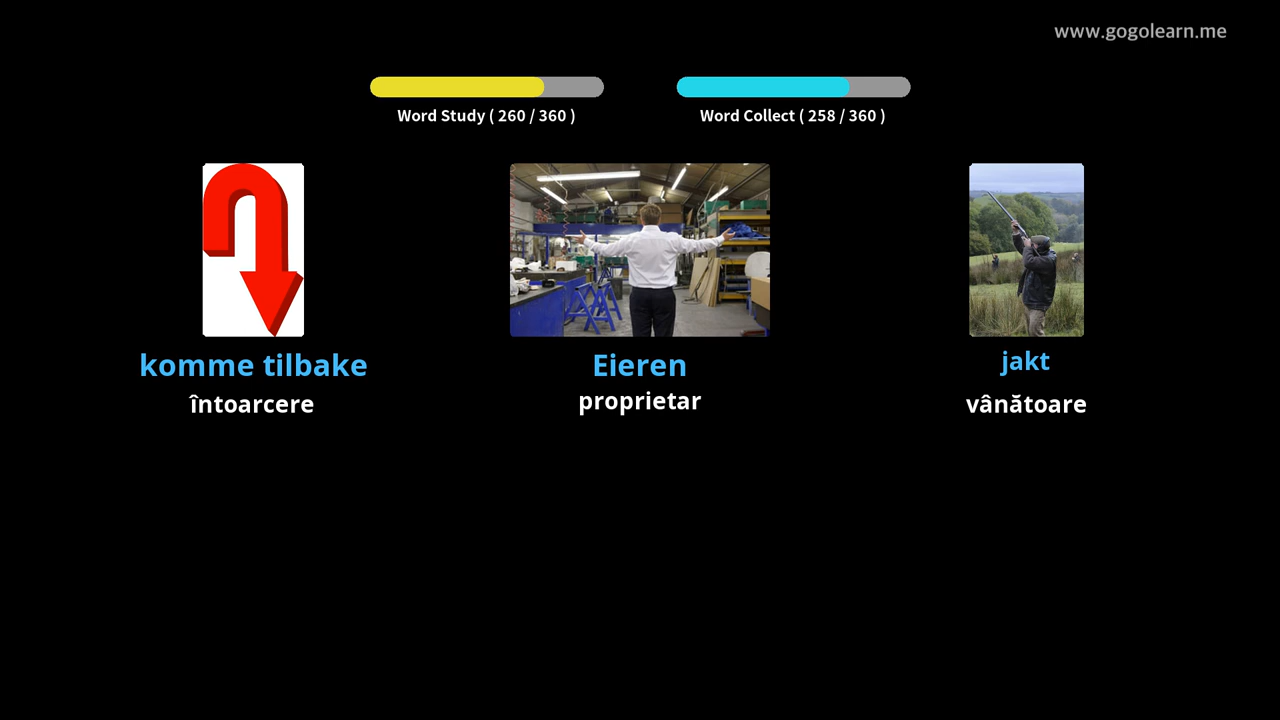 www.gogolearn.me
Word Study ( 260 / 360 )
Word Collect ( 258 / 360 )
komme tilbake
Eieren
jakt
întoarcere
proprietar
vânătoare